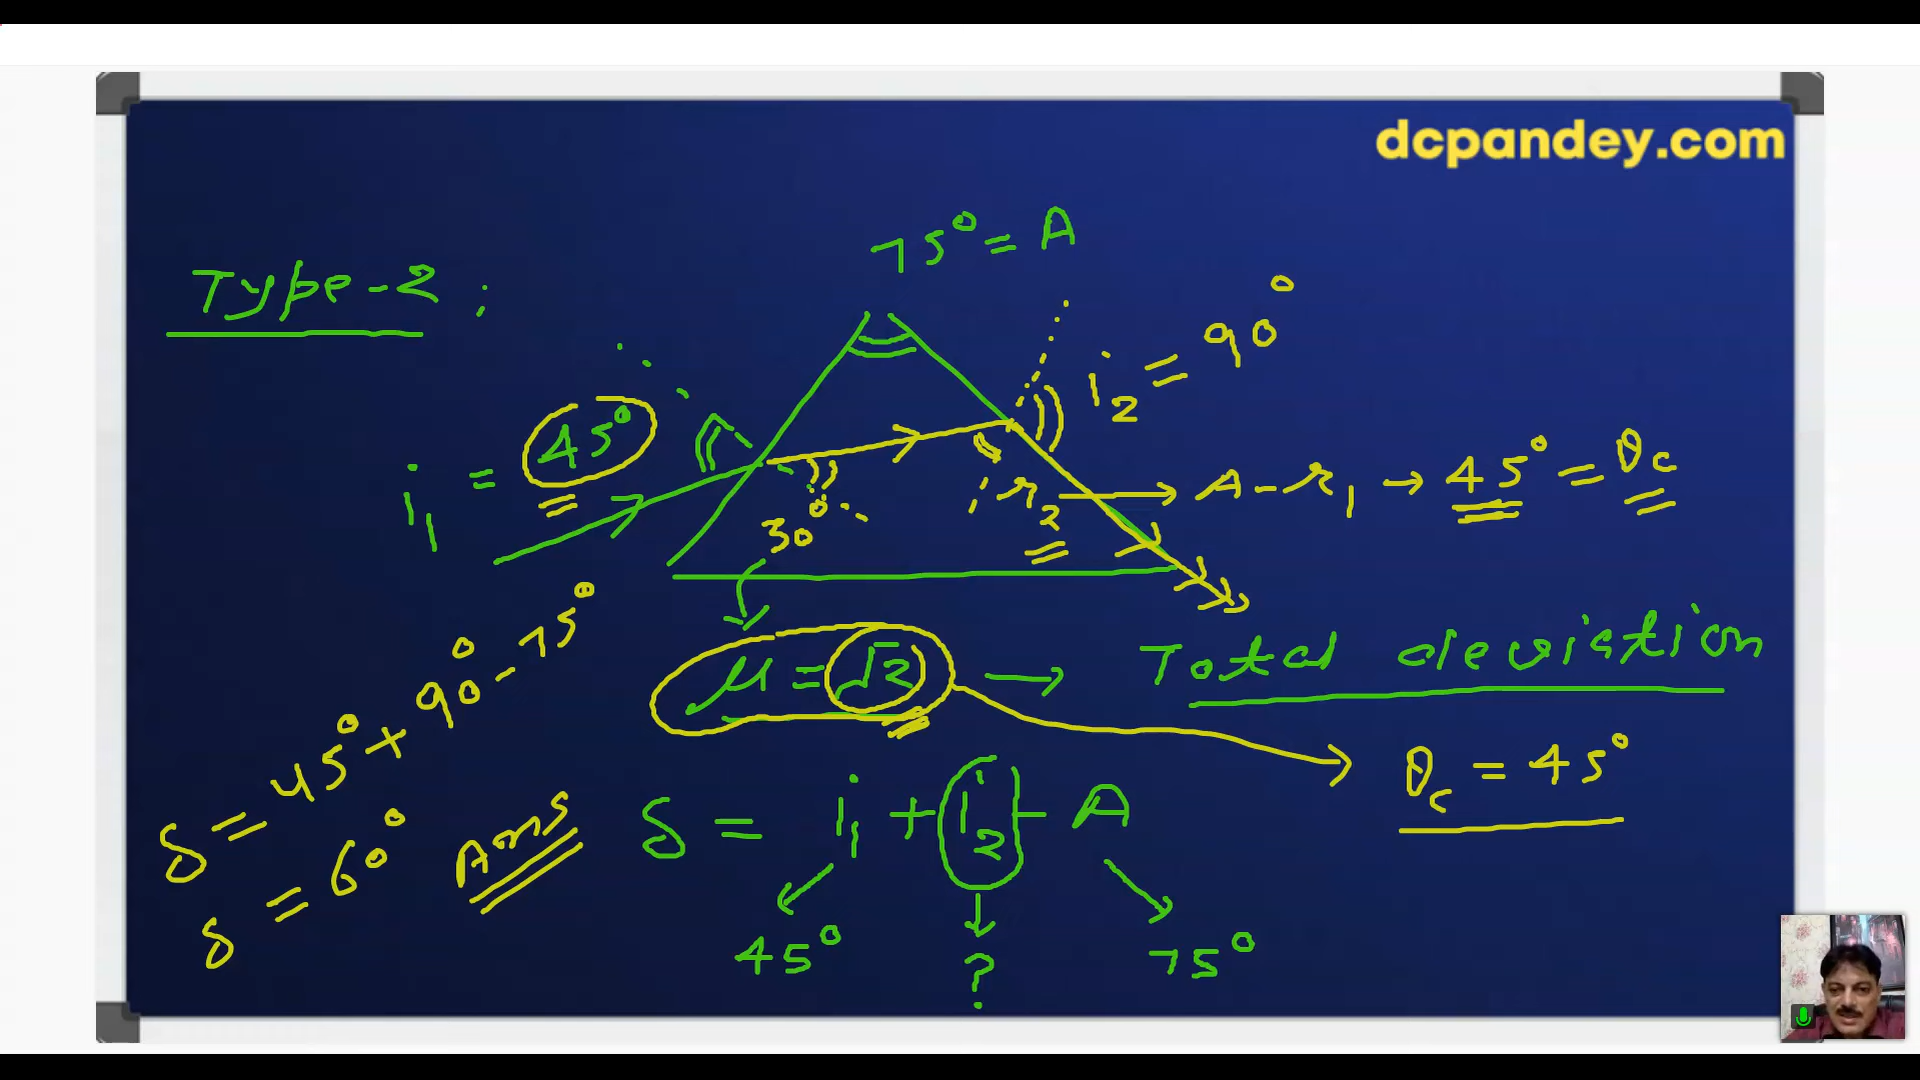 dcpandey.com
75° = A
Type-2 :
i₂ = 90°
i₁ = 45°
r₂ → A - r₁ → 45° = θc
30°
μ = √2 → Total deviation
θc = 45°
δ = i₁ + i₂ - A
45° ? 75°
δ = 45° + 90° - 75°
δ = 60° Ans